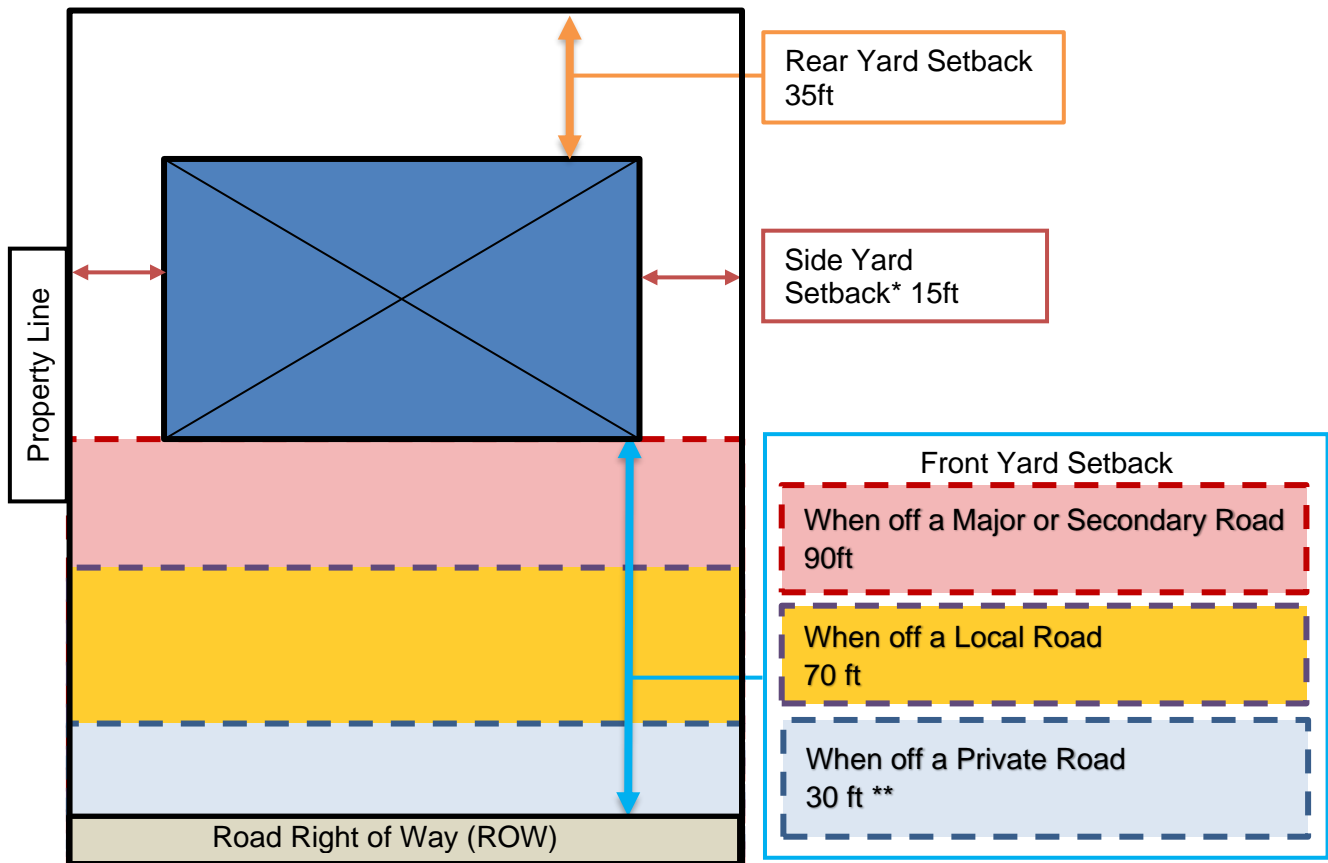 Rear Yard Setback
35ft
Property Line
Side Yard
Setback* 15ft
Front Yard Setback
When off a Major or Secondary Road
90ft
When off a Local Road
70 ft
When off a Private Road
30 ft **
Road Right of Way (ROW)